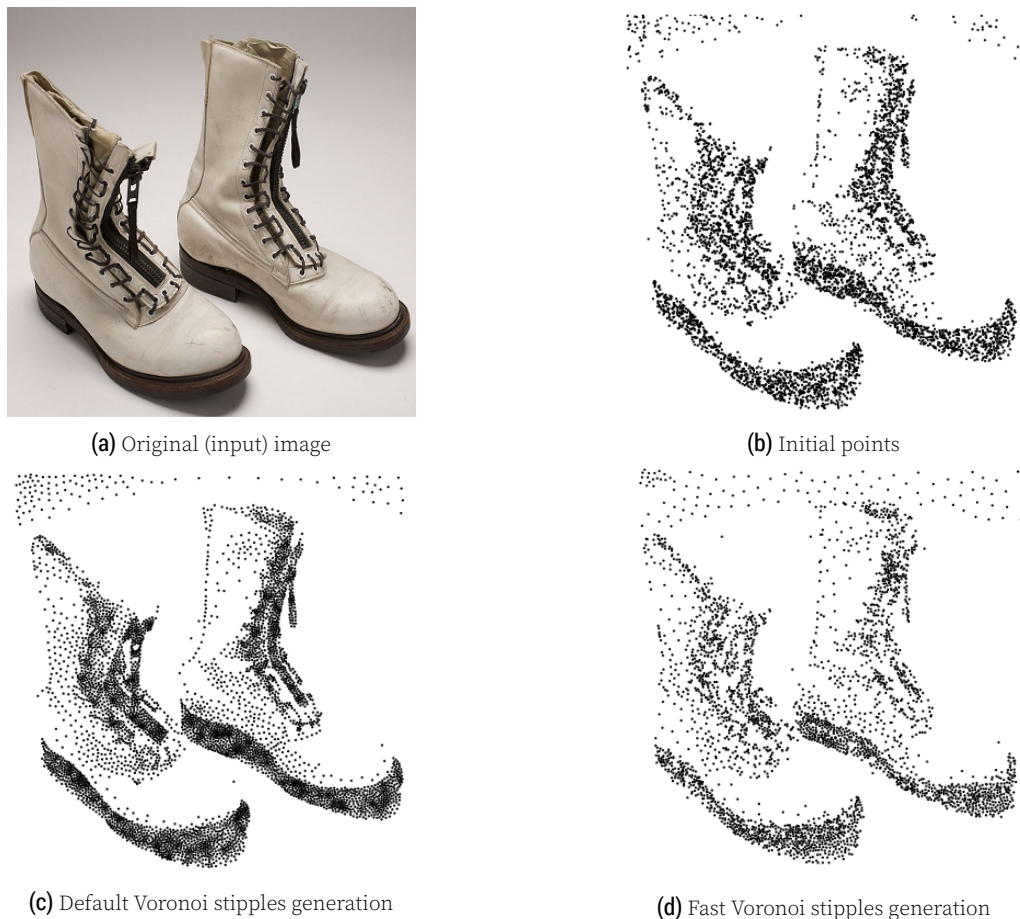 (a) Original (input) image
(b) Initial points
(c) Default Voronoi stipples generation
(d) Fast Voronoi stipples generation